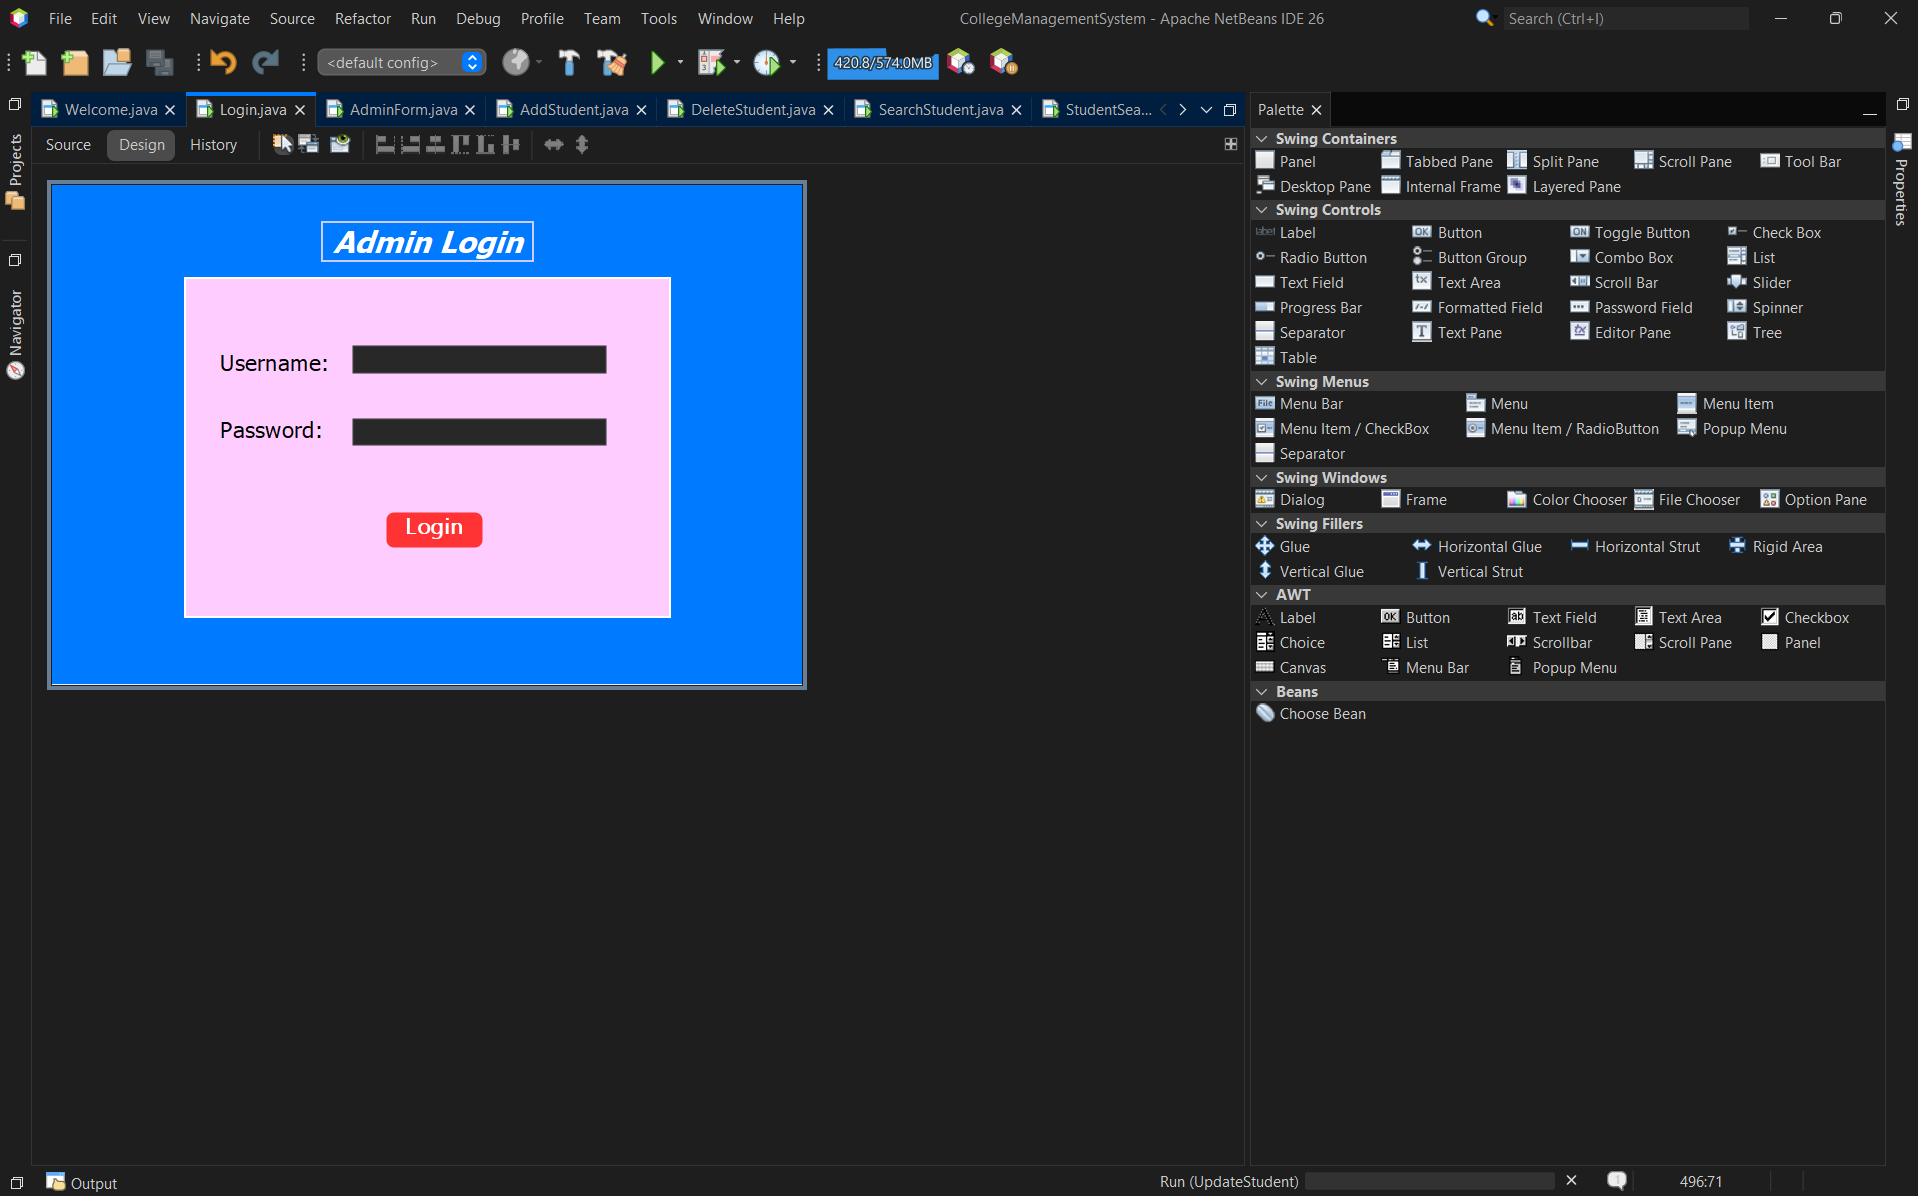 File Edit View Navigate Source Refactor Run Debug Profile Team Tools Window Help CollegeManagementSystem - Apache NetBeans IDE 26 Search (Ctrl+I)
<default config> 420.8/574.0MB
Welcome.java Login.java AdminForm.java AddStudent.java DeleteStudent.java SearchStudent.java StudentSea... Palette
Source Design History
Projects
Navigator
Properties
Admin Login
Username:
Password:
Login
Swing Containers
Panel Tabbed Pane Split Pane Scroll Pane Tool Bar
Desktop Pane Internal Frame Layered Pane
Swing Controls
Label Button Toggle Button Check Box
Radio Button Button Group Combo Box List
Text Field Text Area Scroll Bar Slider
Progress Bar Formatted Field Password Field Spinner
Separator Text Pane Editor Pane Tree
Table
Swing Menus
Menu Bar Menu Menu Item
Menu Item / CheckBox Menu Item / RadioButton Popup Menu
Separator
Swing Windows
Dialog Frame Color Chooser File Chooser Option Pane
Swing Fillers
Glue Horizontal Glue Horizontal Strut Rigid Area
Vertical Glue Vertical Strut
AWT
Label Button Text Field Text Area Checkbox
Choice List Scrollbar Scroll Pane Panel
Canvas Menu Bar Popup Menu
Beans
Choose Bean
Output Run (UpdateStudent) 1 496:71